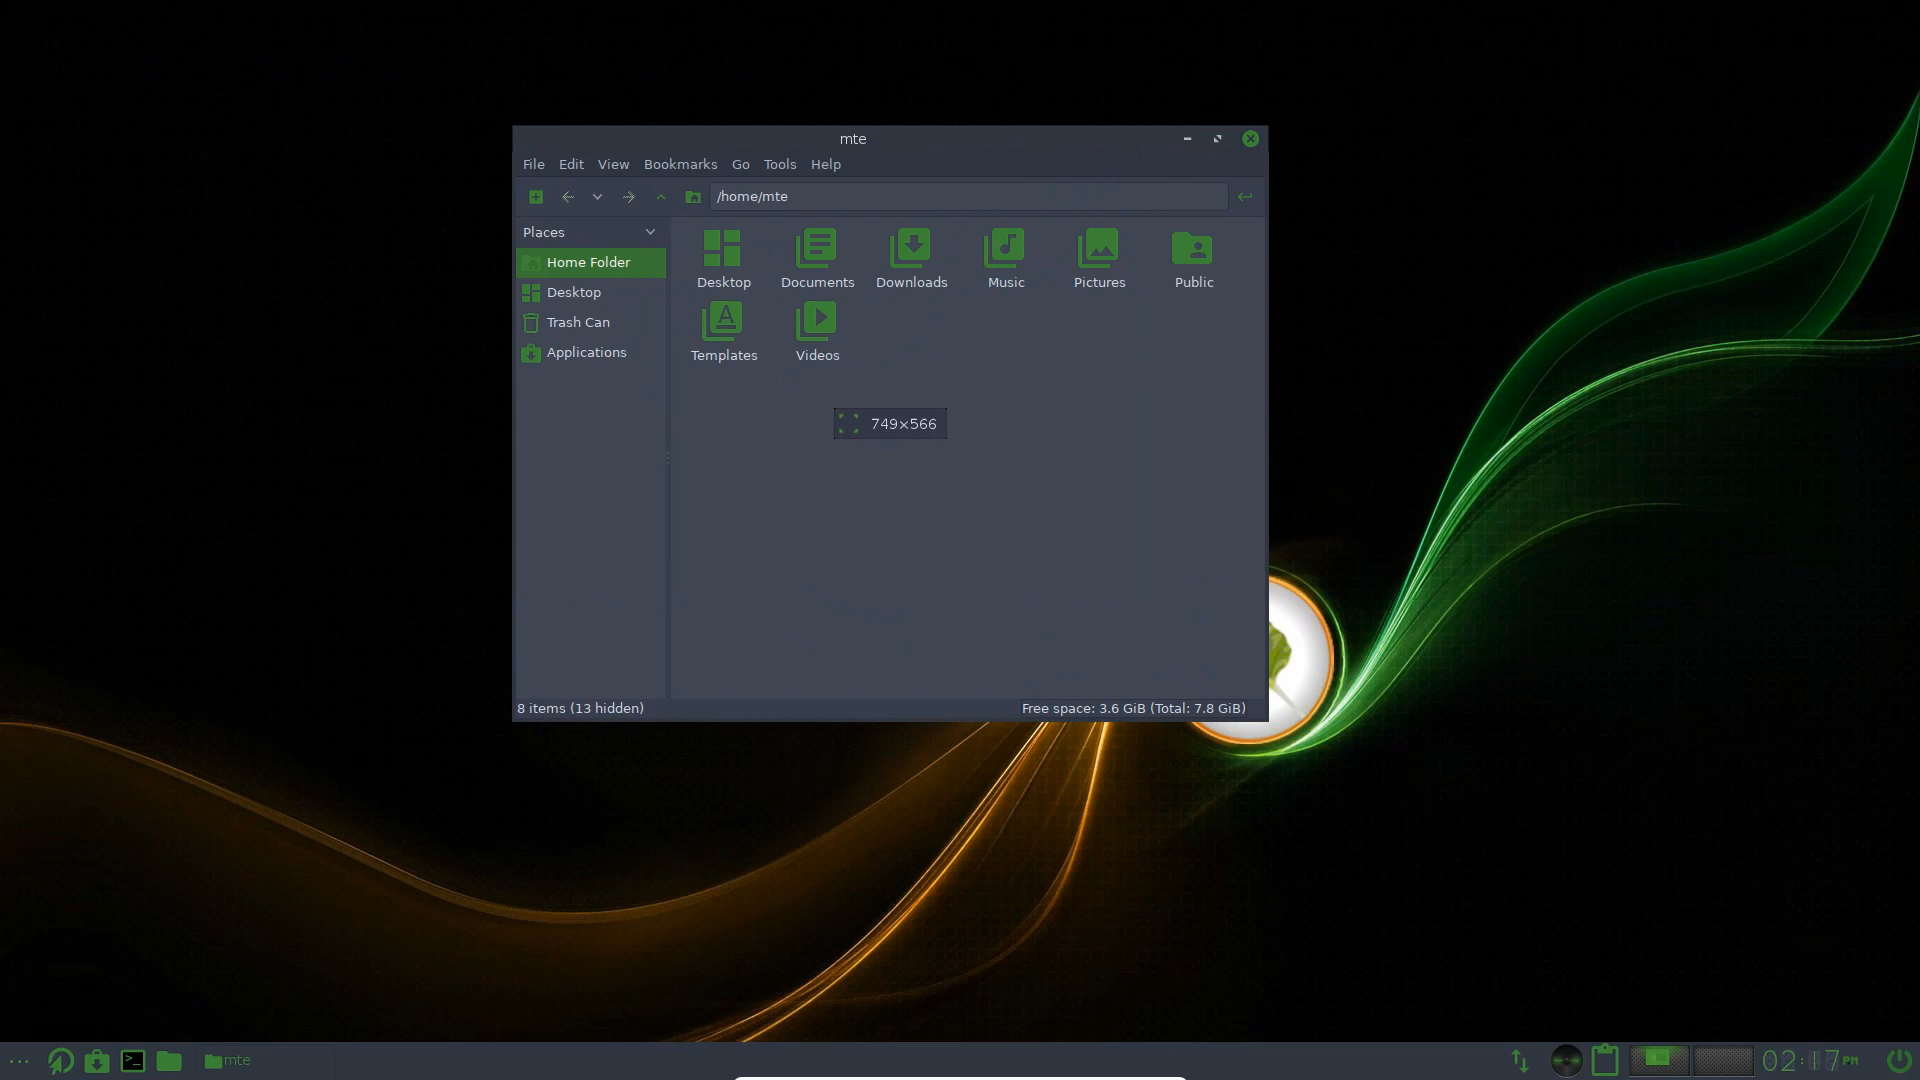 mte
File Edit View Bookmarks Go Tools Help
/home/mte
Places
Home Folder
Desktop
Trash Can
Applications
Desktop Documents Downloads Music Pictures Public
Templates Videos
749×566
8 items (13 hidden)
Free space: 3.6 GiB (Total: 7.8 GiB)
mte
02:17 PM